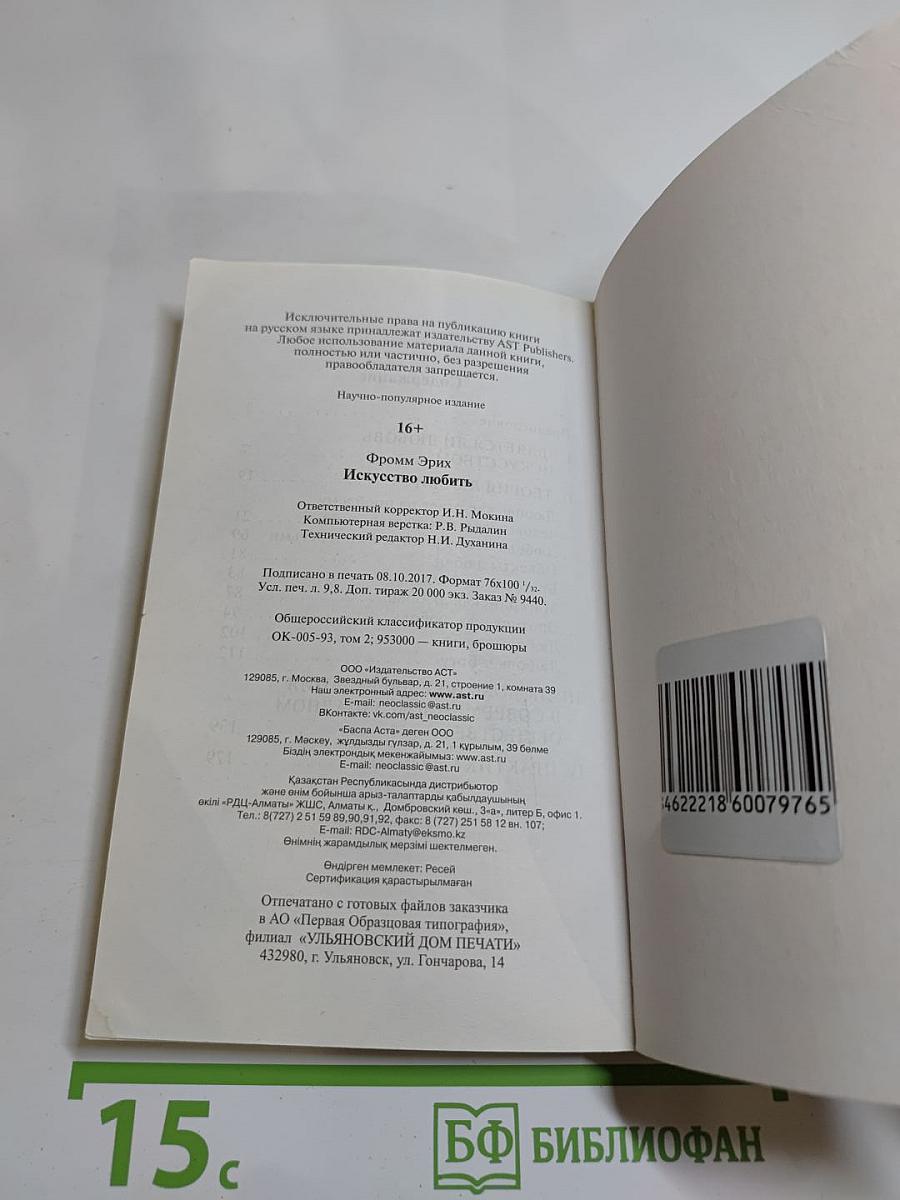 Исключительные права на публикацию книги
на русском языке принадлежат издательству AST Publishers.
Любое использование материала данной книги,
полностью или частично, без разрешения
правообладателя запрещается.
Научно-популярное издание
16+
Фромм Эрих
Искусство любить
Ответственный корректор И.Н. Мокина
Компьютерная верстка: Р.В. Рыдалин
Технический редактор Н.И. Духанина
Подписано в печать 08.10.2017. Формат 76x100 1/32.
Усл. печ. л. 9,8. Доп. тираж 20 000 экз. Заказ № 9440.
Общероссийский классификатор продукции
ОК-005-93, том 2; 953000 — книги, брошюры
ООО «Издательство АСТ»
129085, г. Москва, Звездный бульвар, д. 21, строение 1, комната 39
Наш электронный адрес: www.ast.ru
E-mail: neoclassic@ast.ru
ВКонтакте: vk.com/ast_neoclassic
«Баспа Аста» деген ООО
129085, г. Мәскеу, жұлдызды гүлзар, д. 21, 1 құрылым, 39 бөлме
Біздің электрондық мекенжайымыз: www.ast.ru
E-mail: neoclassic@ast.ru
Қазақстан Республикасында дистрибьютор
және өнім бойынша арыз-талаптарды қабылдаушының
өкілі «РДЦ-Алматы» ЖШС, Алматы қ., Домбровский көш., 3«а», литер Б, офис 1.
Тел.: 8(727) 2 51 59 89,90,91,92, факс: 8 (727) 251 58 12 вн. 107;
E-mail: RDC-Almaty@eksmo.kz
Өнімнің жарамдылық мерзімі шектелмеген.
Өндірген мемлекет: Ресей
Сертификация қарастырылмаған
Отпечатано с готовых файлов заказчика
в АО «Первая Образцовая типография»,
филиал «УЛЬЯНОВСКИЙ ДОМ ПЕЧАТИ»
432980, г. Ульяновск, ул. Гончарова, 14
4622218 60079765
15 с
БФ БИБЛИОФАН